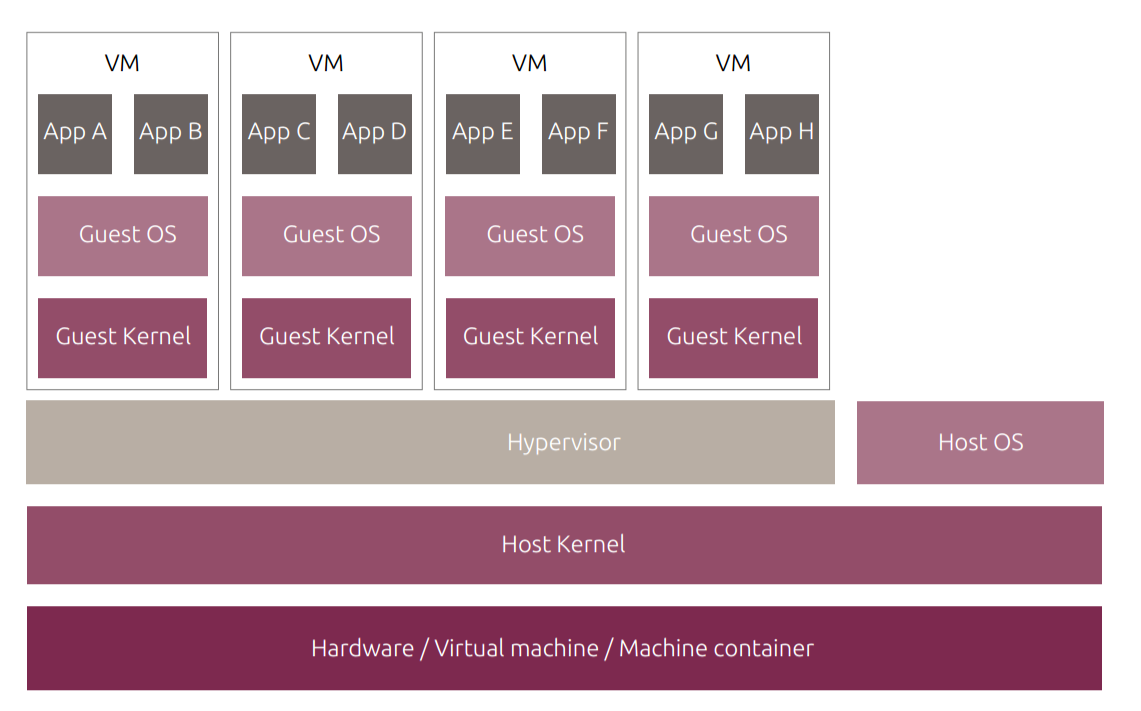 VM
VM
VM
VM
App A
App B
App C
App D
App E
App F
App G
App H
Guest OS
Guest OS
Guest OS
Guest OS
Guest Kernel
Guest Kernel
Guest Kernel
Guest Kernel
Hypervisor
Host OS
Host Kernel
Hardware / Virtual machine / Machine container